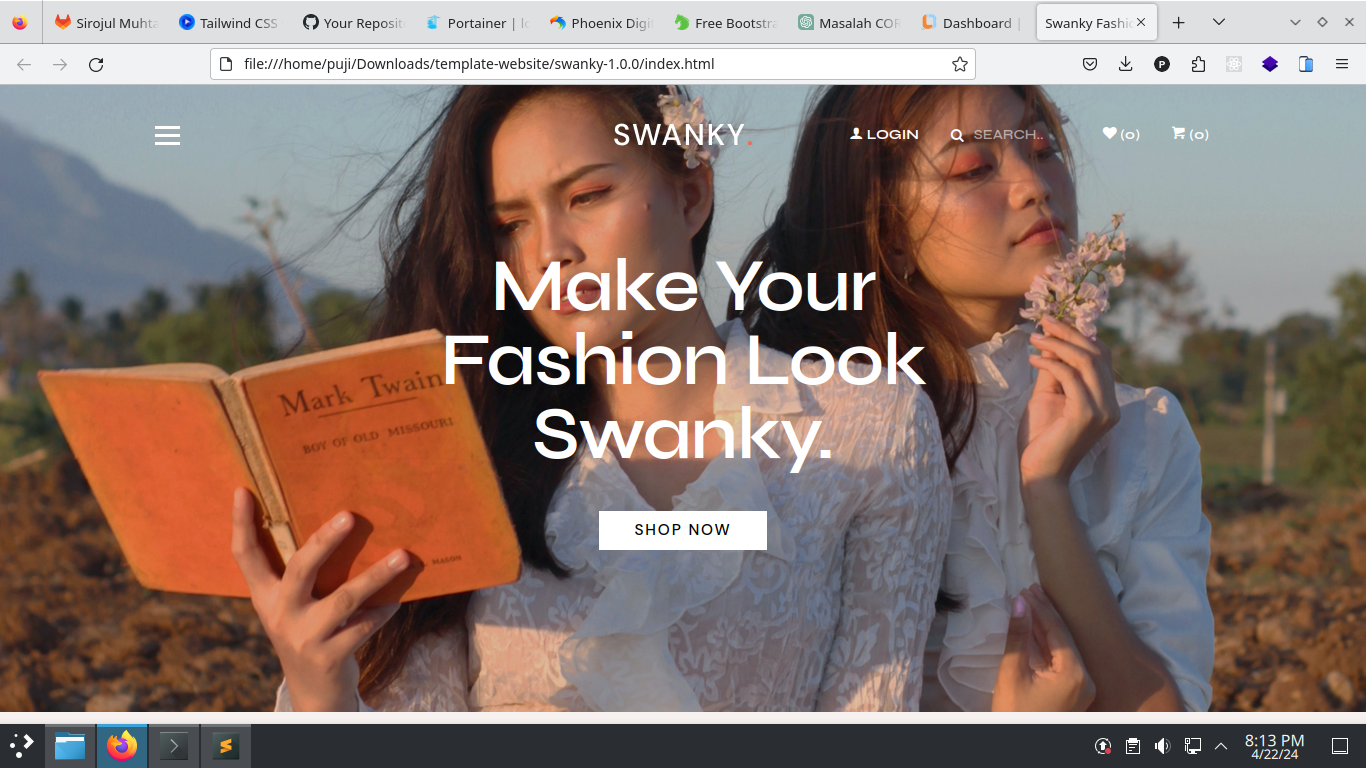 Sirojul Muhta
Tailwind CSS
Your Reposit
Portainer | lo
Phoenix Digi
Free Bootstra
Masalah COR
Dashboard |
Swanky Fashi
file:///home/puji/Downloads/template-website/swanky-1.0.0/index.html
SWANKY.
LOGIN
SEARCH..
(0)
(0)
Make Your
Fashion Look
Swanky.
Mark Twain
BOY OF OLD MISSOURI
MASON
SHOP NOW
8:13 PM
4/22/24